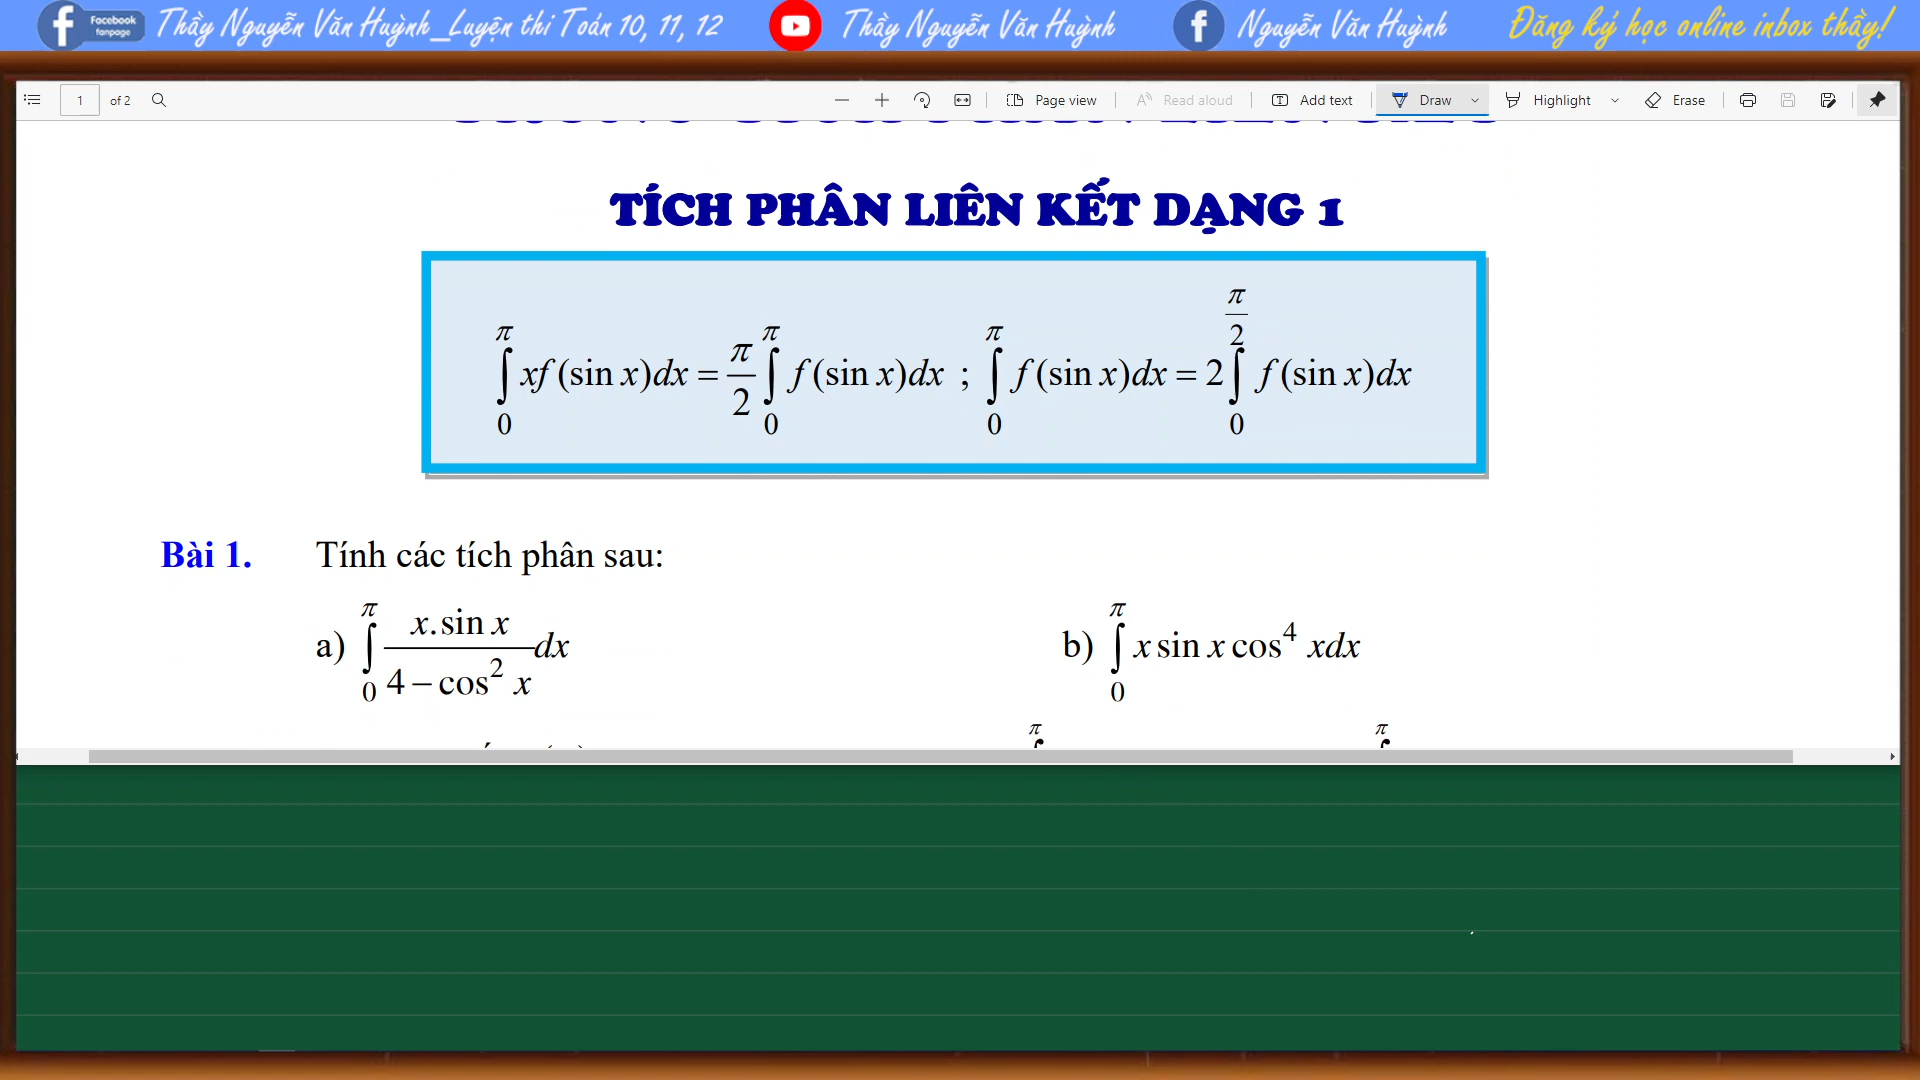 Facebook fanpage Thầy Nguyễn Văn Huỳnh_Luyện thi Toán 10, 11, 12 Thầy Nguyễn Văn Huỳnh Nguyễn Văn Huỳnh Đăng ký học online inbox thầy!
1 of 2 Page view Read aloud Add text Draw Highlight Erase
TÍCH PHÂN LIÊN KẾT DẠNG 1
∫₀^π xf(sin x)dx = π/2 ∫₀^π f(sin x)dx ; ∫₀^π f(sin x)dx = 2∫₀^(π/2) f(sin x)dx
Bài 1. Tính các tích phân sau:
a) ∫₀^π (x.sin x)/(4 − cos² x) dx b) ∫₀^π x sin x cos⁴ xdx
π π